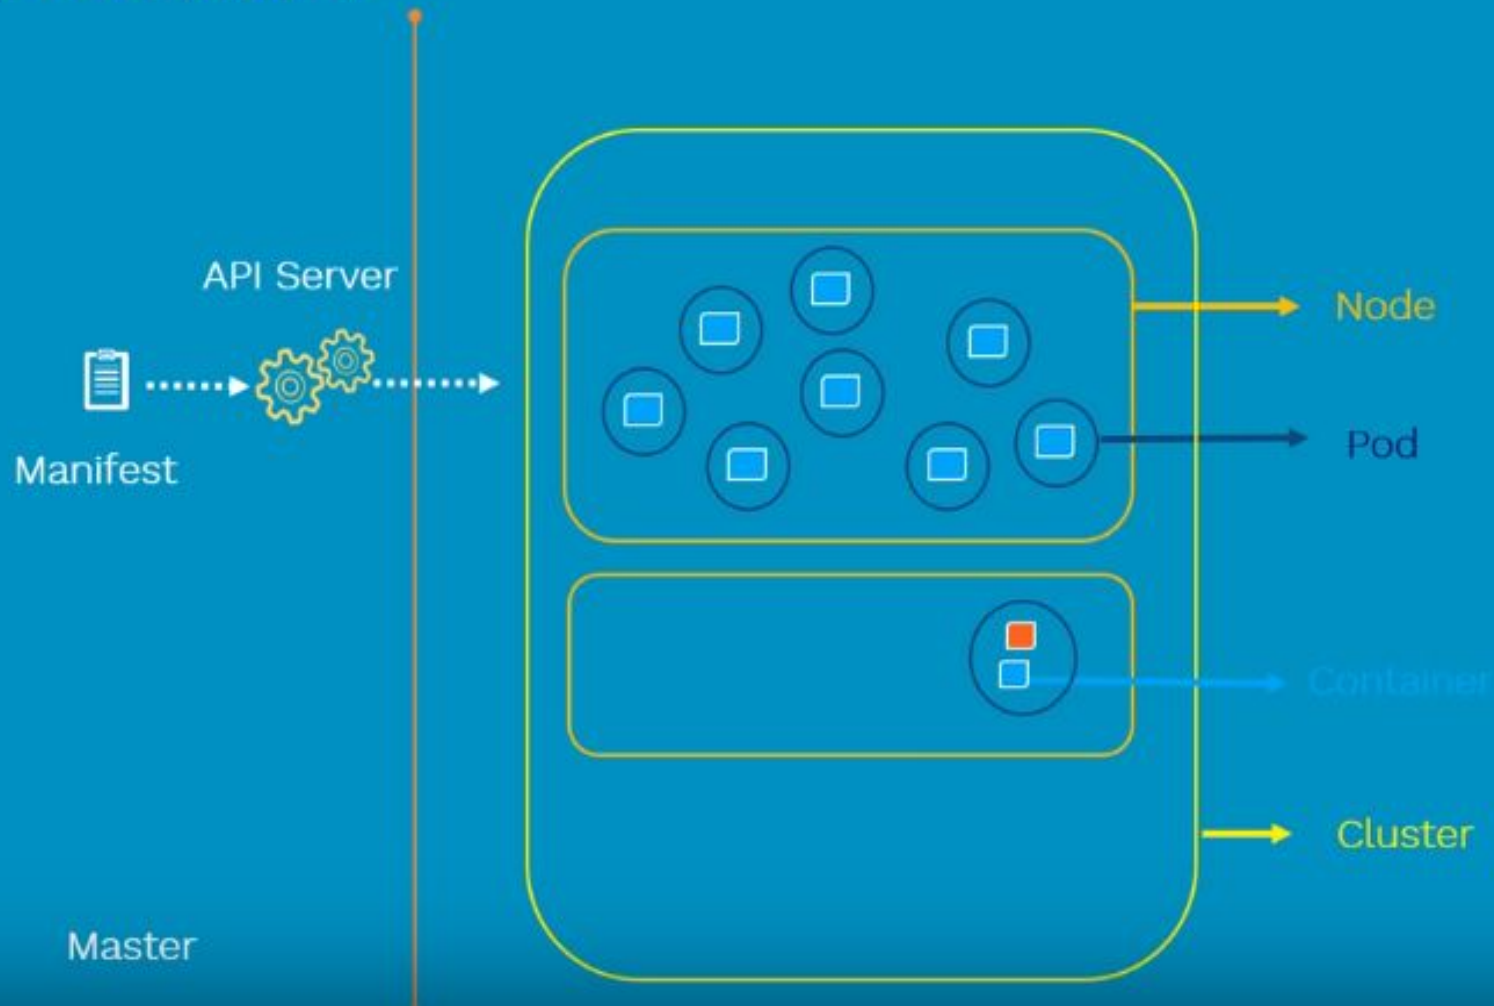 API Server
Manifest
Master
Node
Pod
Container
Cluster